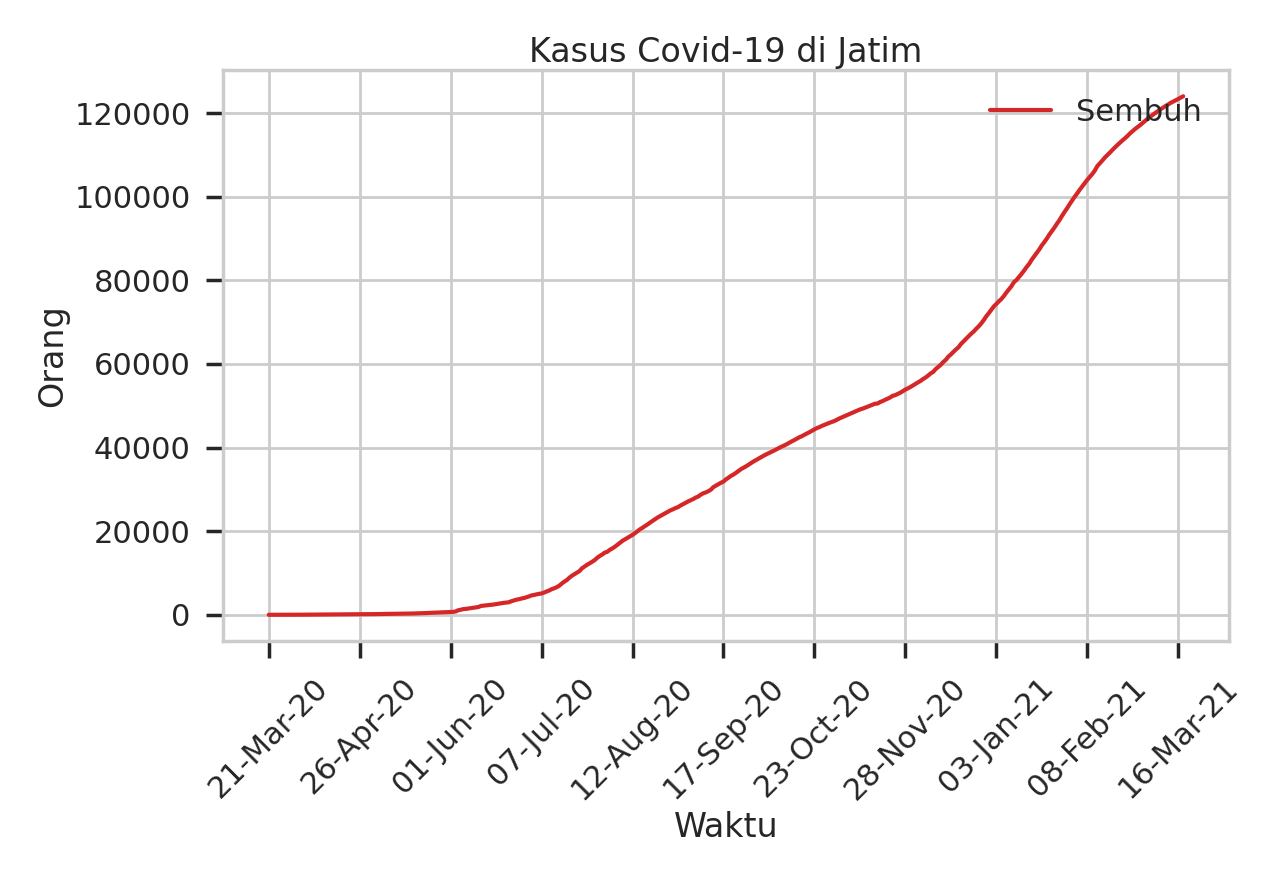 Kasus Covid-19 di Jatim
Sembuh
120000
100000
80000
60000
40000
20000
0
Orang
21-Mar-20
26-Apr-20
01-Jun-20
07-Jul-20
12-Aug-20
17-Sep-20
23-Oct-20
28-Nov-20
03-Jan-21
08-Feb-21
16-Mar-21
Waktu